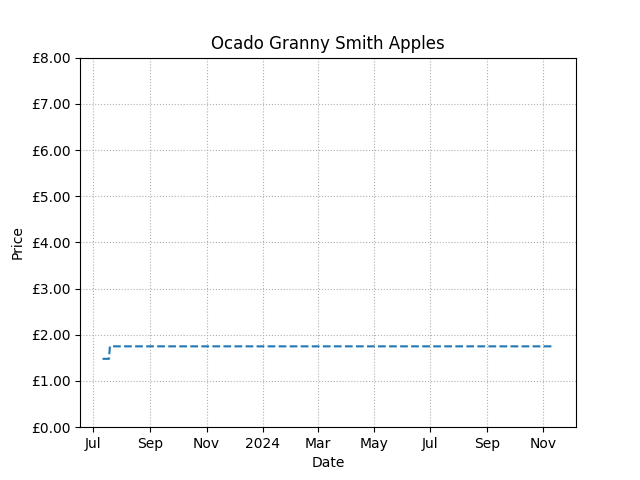 Ocado Granny Smith Apples
£8.00
£7.00
£6.00
£5.00
£4.00
£3.00
£2.00
£1.00
£0.00
Price
Jul Sep Nov 2024 Mar May Jul Sep Nov
Date